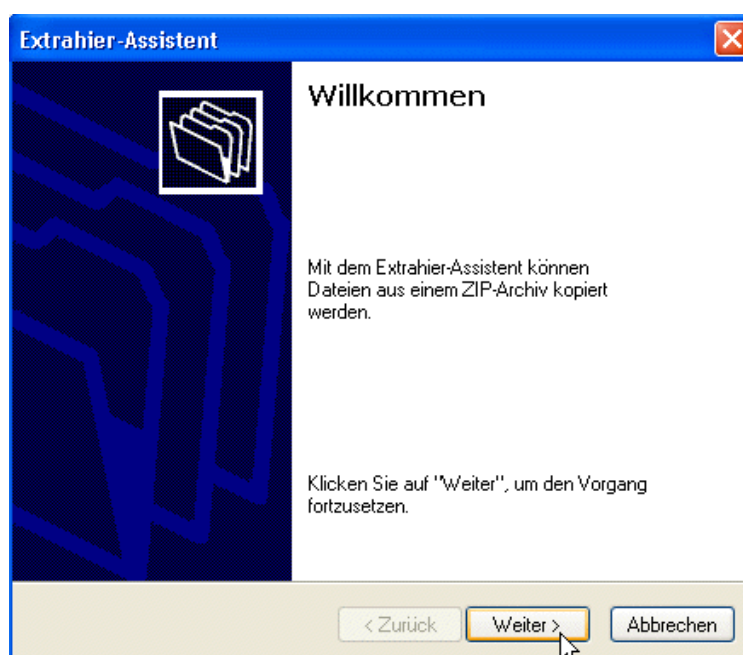 Extrahier-Assistent
Willkommen
Mit dem Extrahier-Assistent können
Dateien aus einem ZIP-Archiv kopiert
werden.
Klicken Sie auf "Weiter", um den Vorgang
fortzusetzen.
< Zurück
Weiter >
Abbrechen